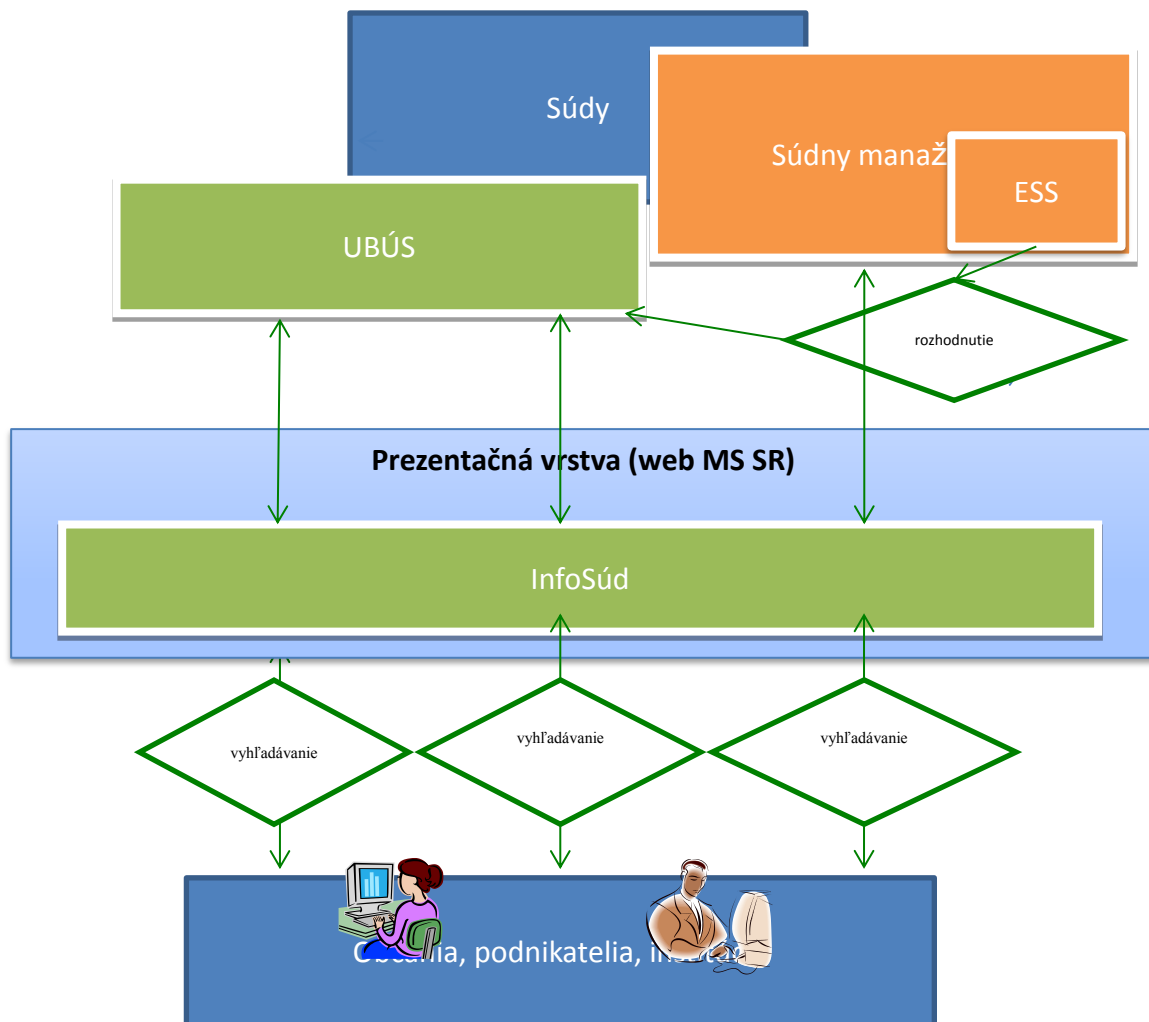 Súdy
Súdny manaž
ESS
UBÚS
rozhodnutie
Prezentačná vrstva (web MS SR)
InfoSúd
vyhľadávanie
vyhľadávanie
vyhľadávanie
podnikatelia,